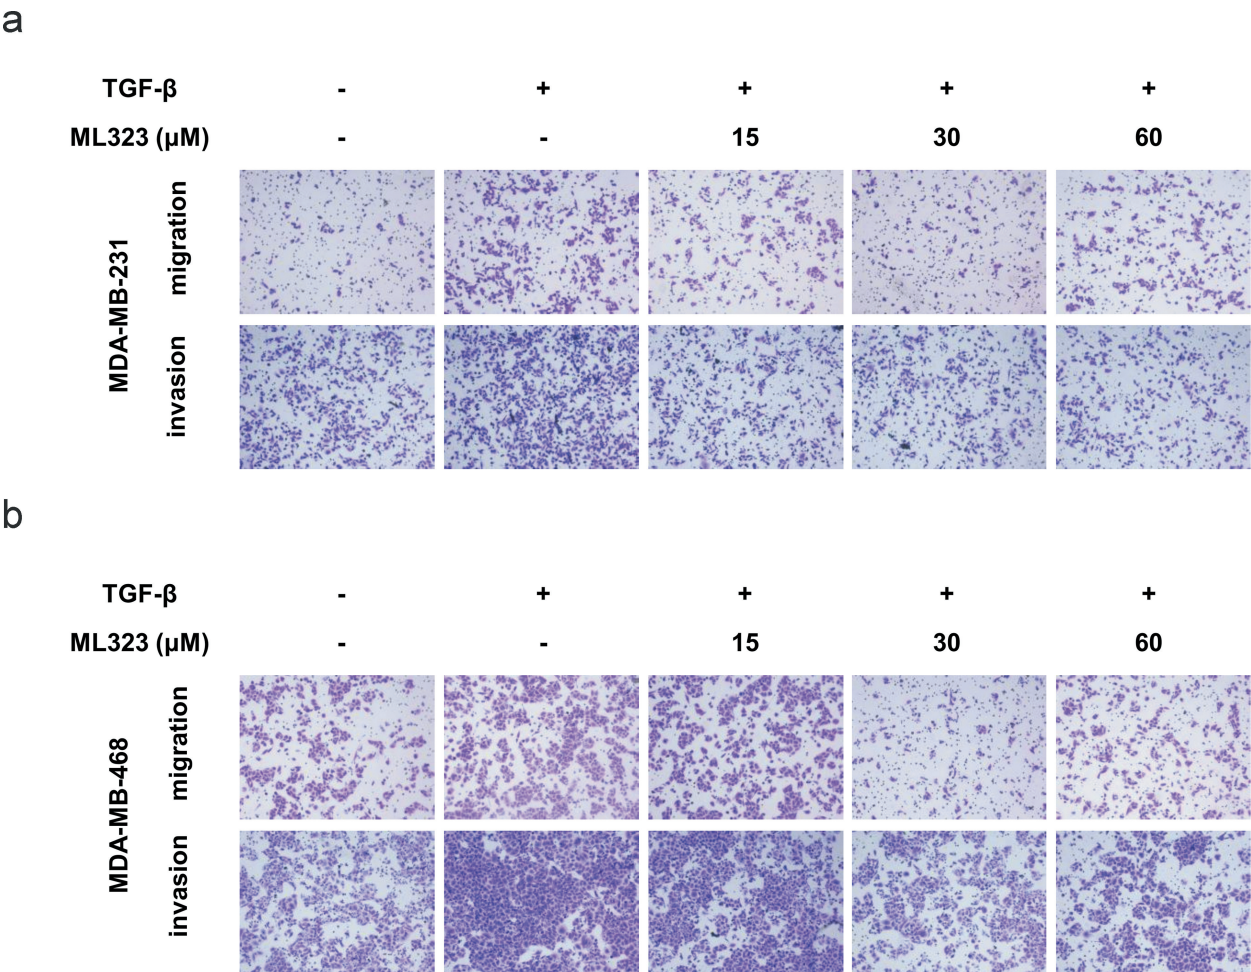 a
TGF-β - + + + +
ML323 (μM) - - 15 30 60
MDA-MB-231
migration
invasion
b
TGF-β - + + + +
ML323 (μM) - - 15 30 60
MDA-MB-468
migration
invasion